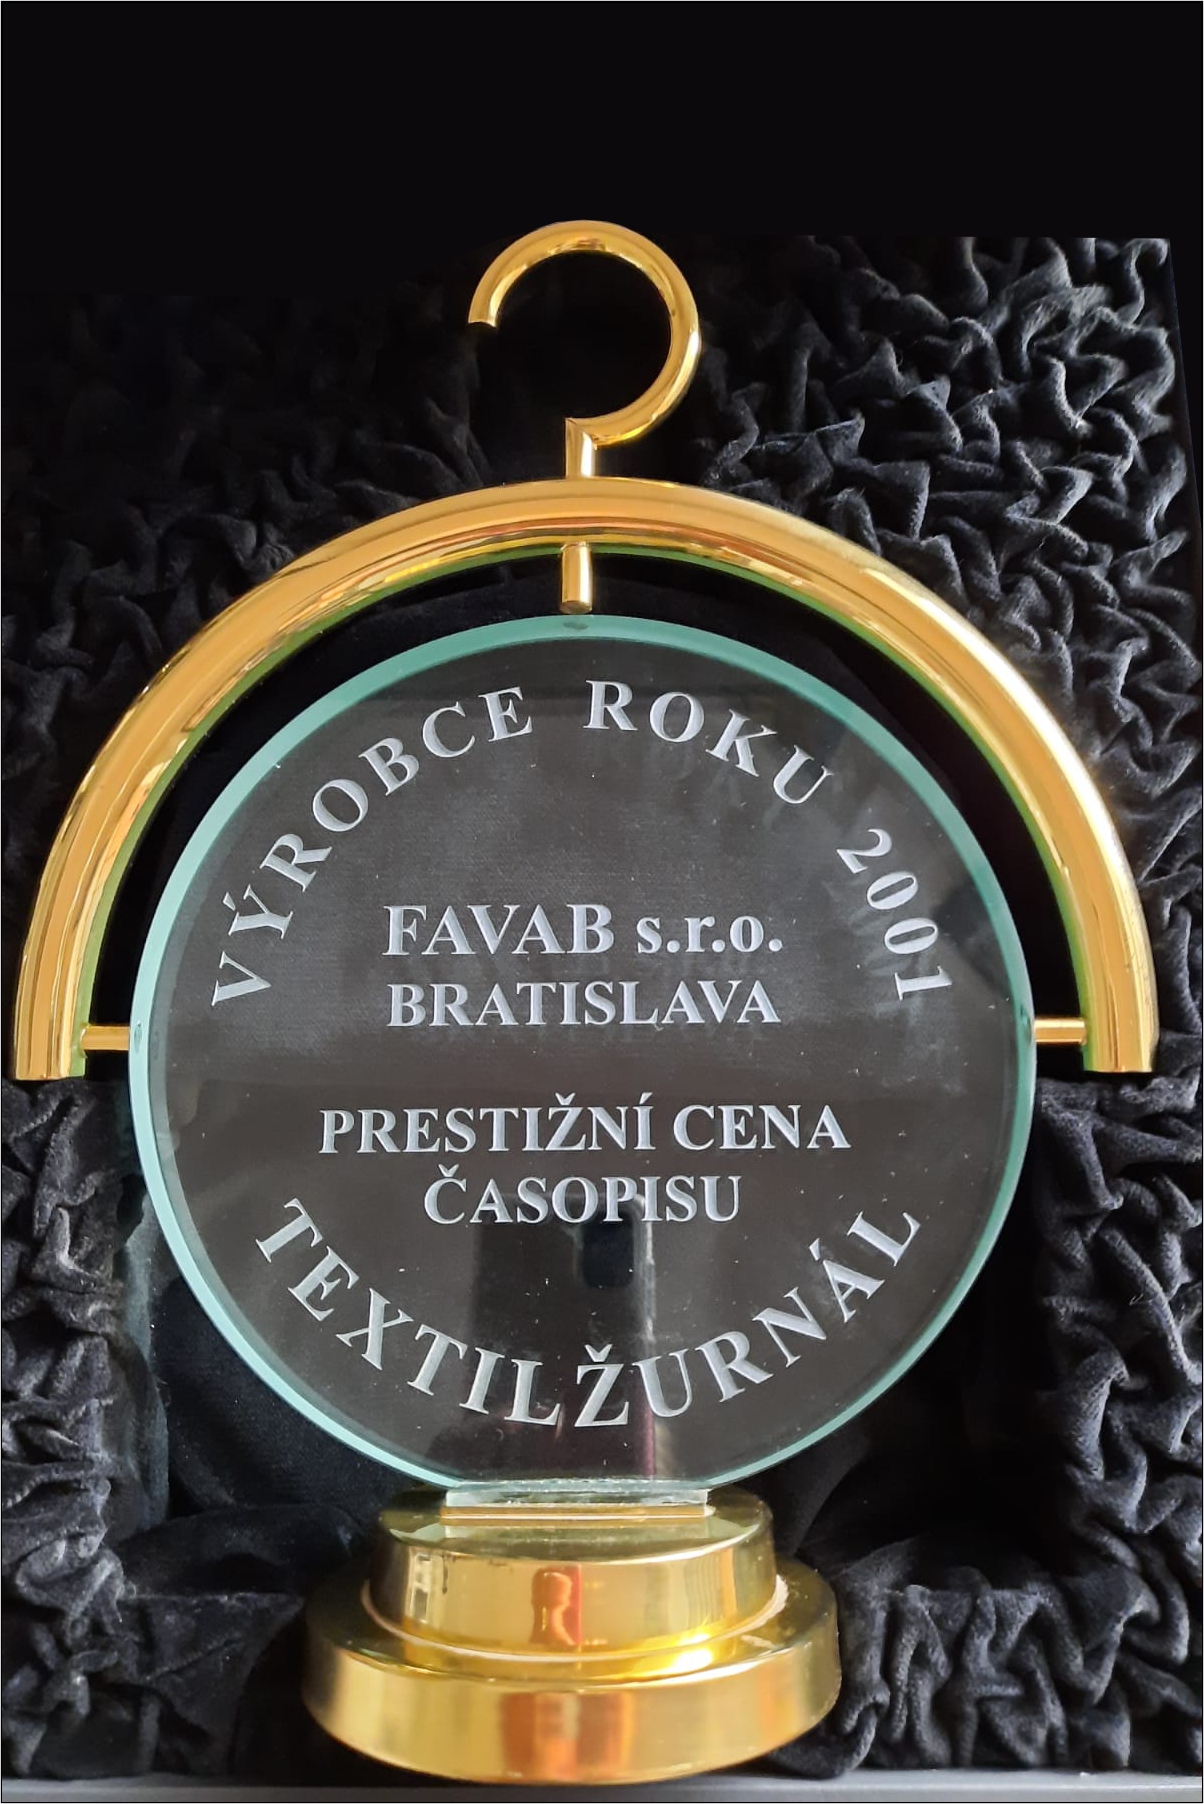 VÝROBCE ROKU 2001
FAVAB s.r.o.
BRATISLAVA
PRESTIŽNÍ CENA
ČASOPISU
TEXTILŽURNÁL